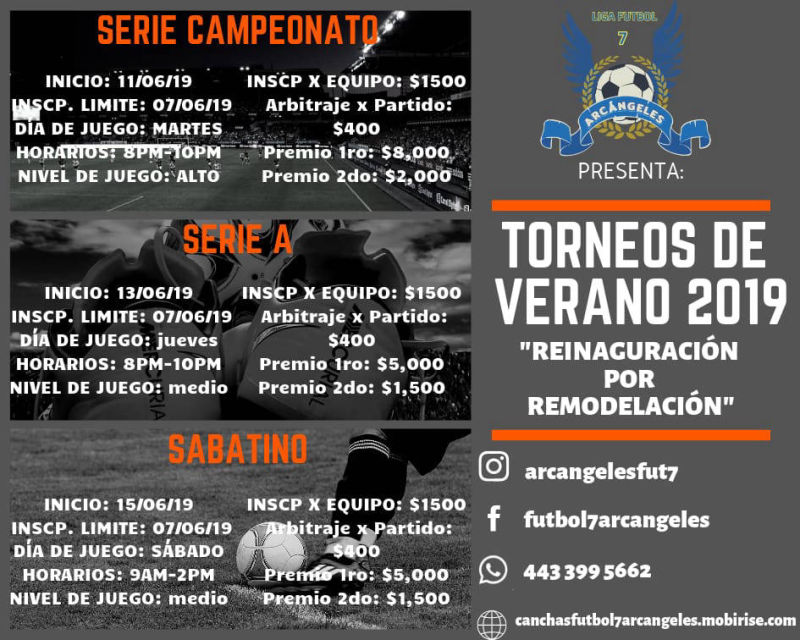 SERIE CAMPEONATO
INICIO: 11/06/19
INSCP. LIMITE: 07/06/19
DÍA DE JUEGO: MARTES
HORARIOS: 8PM-10PM
NIVEL DE JUEGO: ALTO
INSCP X EQUIPO: $1500
Arbitraje x Partido:
$400
Premio 1ro: $8,000
Premio 2do: $2,000
SERIE A
INICIO: 13/06/19
INSCP. LIMITE: 07/06/19
DÍA DE JUEGO: jueves
HORARIOS: 8PM-10PM
NIVEL DE JUEGO: medio
INSCP X EQUIPO: $1500
Arbitraje x Partido:
$400
Premio 1ro: $5,000
Premio 2do: $1,500
MERCURIAL
SABATINO
INICIO: 15/06/19
INSCP. LIMITE: 07/06/19
DÍA DE JUEGO: SÁBADO
HORARIOS: 9AM-2PM
NIVEL DE JUEGO: medio
INSCP X EQUIPO: $1500
Arbitraje x Partido:
$400
Premio 1ro: $5,000
Premio 2do: $1,500
LIGA FUTBOL
7
ARCÁNGELES
PRESENTA:
TORNEOS DE
VERANO 2019
"REINAGURACIÓN
POR
REMODELACIÓN"
arcangelesfut7
futbol7arcangeles
443 399 5662
canchasfutbol7arcangeles.mobirise.com